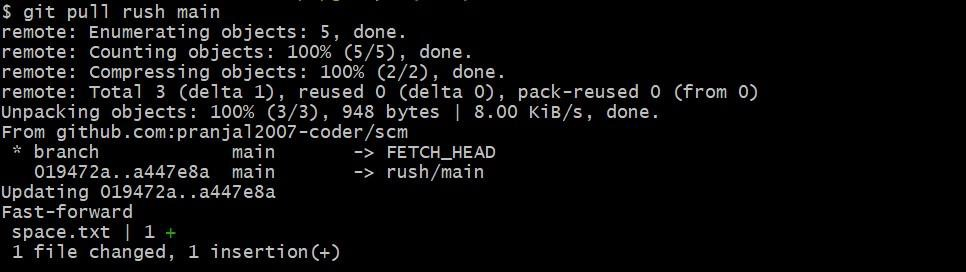 $ git pull rush main
remote: Enumerating objects: 5, done.
remote: Counting objects: 100% (5/5), done.
remote: Compressing objects: 100% (2/2), done.
remote: Total 3 (delta 1), reused 0 (delta 0), pack-reused 0 (from 0)
Unpacking objects: 100% (3/3), 948 bytes | 8.00 KiB/s, done.
From github.com:pranjal2007-coder/scm
 * branch            main       -> FETCH_HEAD
   019472a..a447e8a  main       -> rush/main
Updating 019472a..a447e8a
Fast-forward
 space.txt | 1 +
 1 file changed, 1 insertion(+)